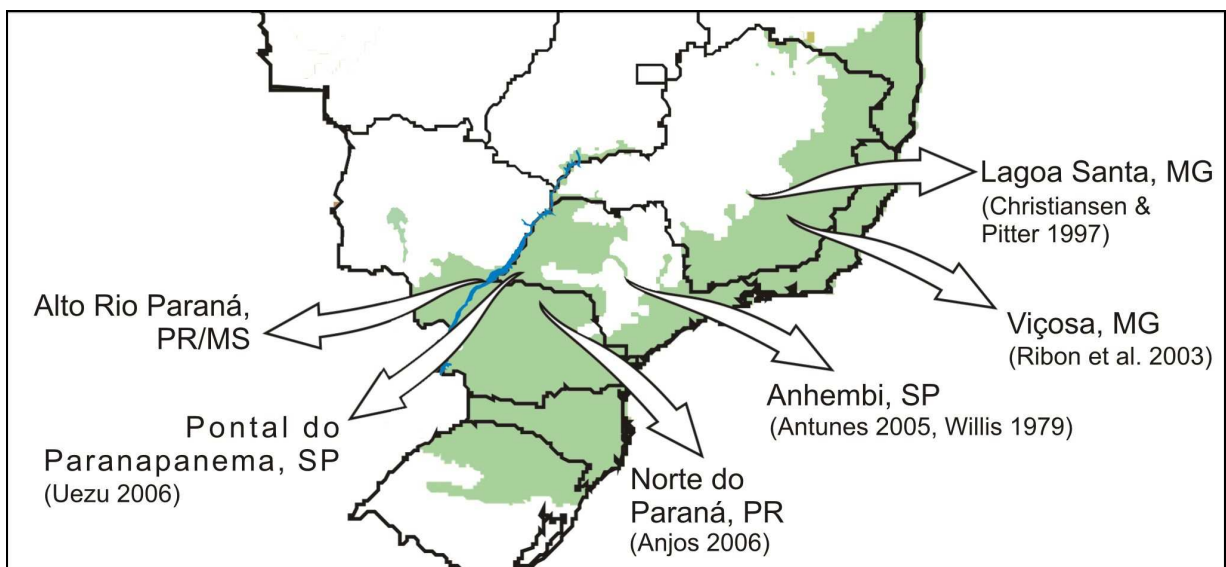 Lagoa Santa, MG
(Christiansen &
Pitter 1997)
Viçosa, MG
(Ribon et al. 2003)
Alto Rio Paraná,
PR/MS
Anhembi, SP
(Antunes 2005, Willis 1979)
Pontal do
Paranapanema, SP
(Uezu 2006)
Norte do
Paraná, PR
(Anjos 2006)